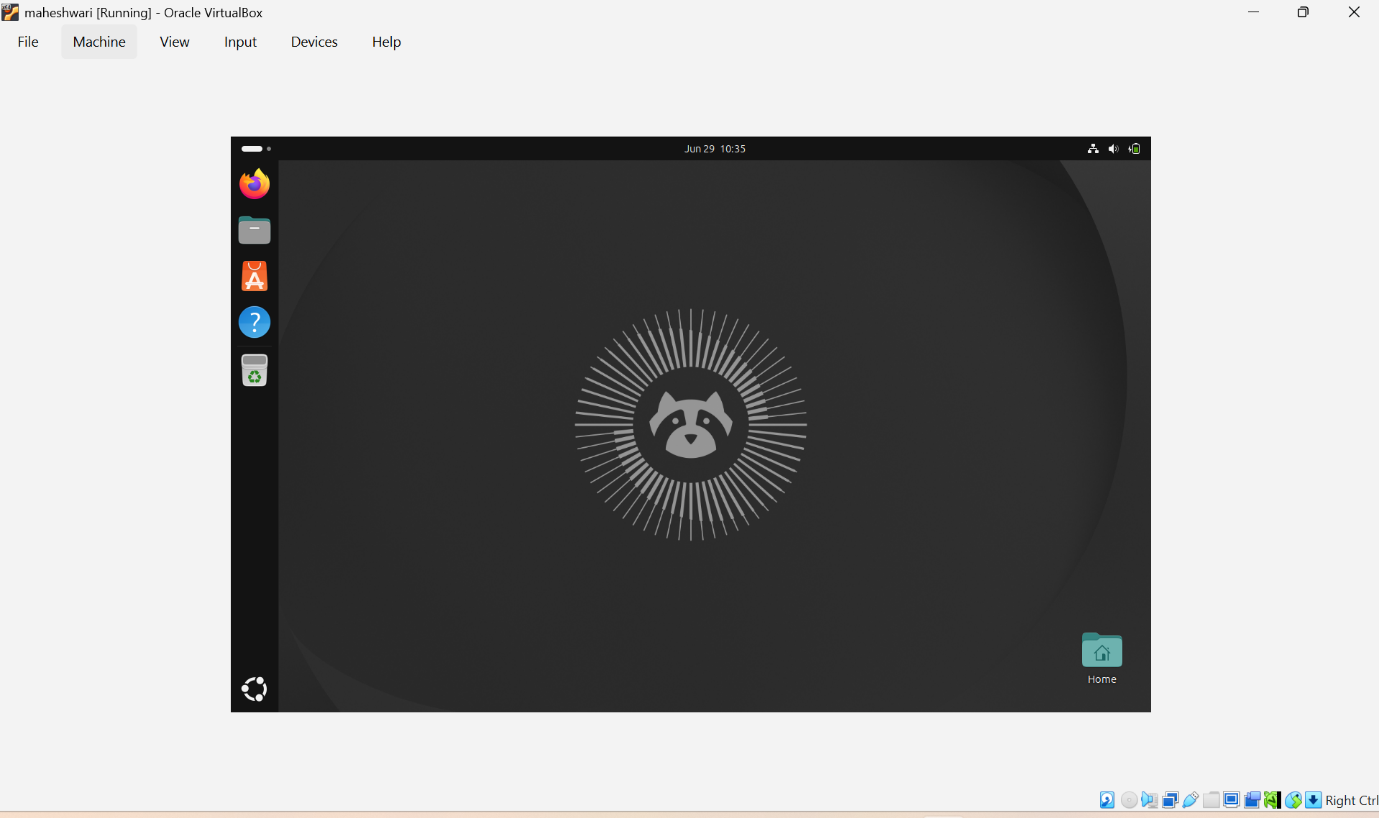 maheshwari [Running] - Oracle VirtualBox
File Machine View Input Devices Help
Jun 29 10:35
Home
Right Ctrl